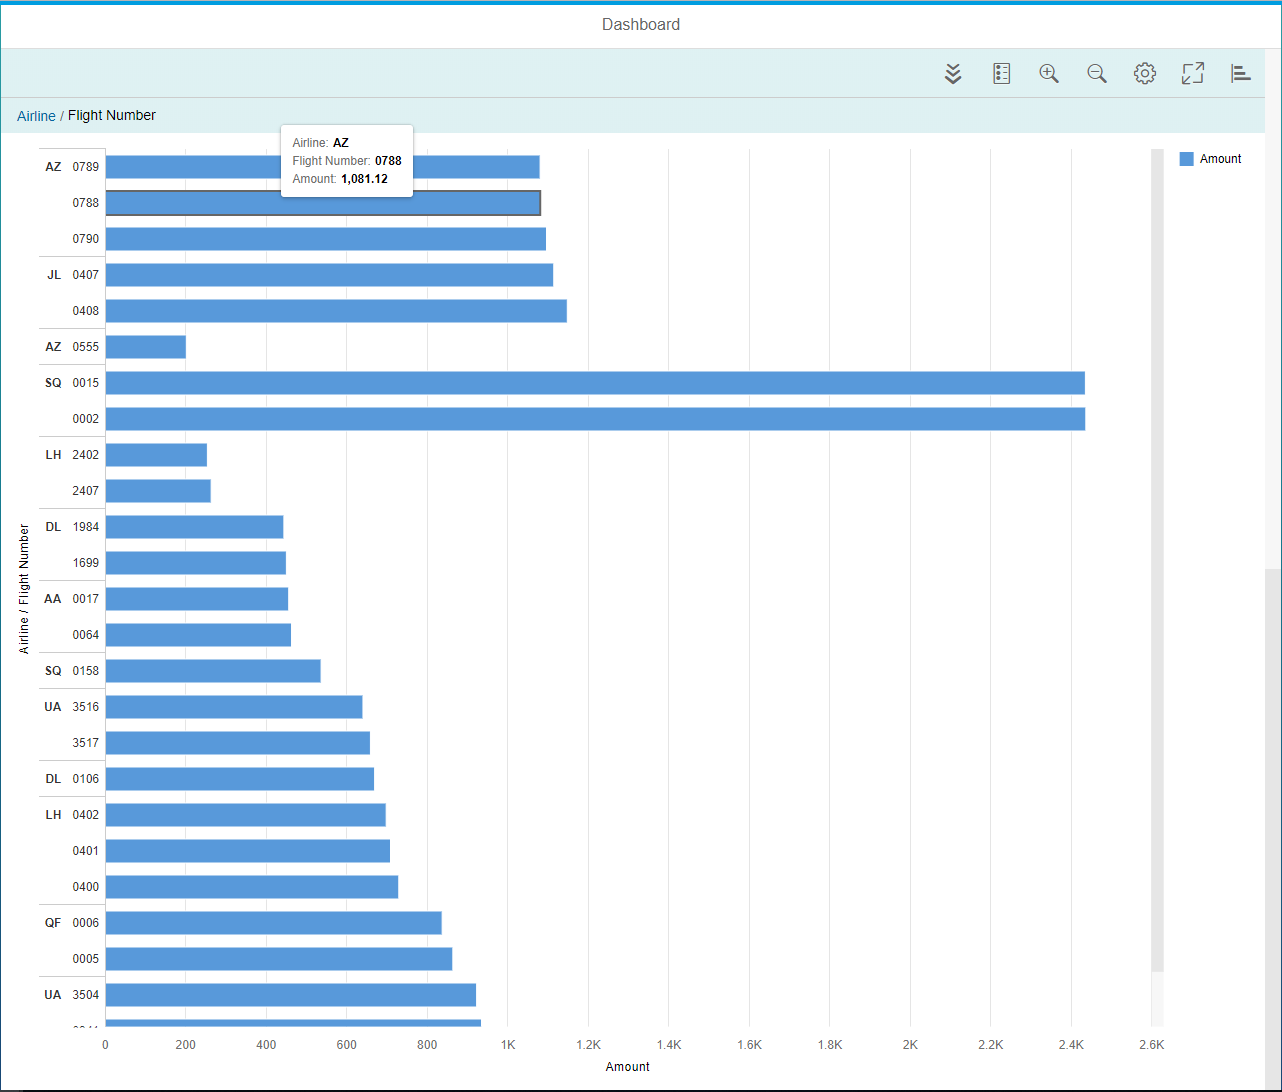 Dashboard
Airline / Flight Number
Airline: AZ
Flight Number: 0788
Amount: 1,081.12
Amount
AZ 0789
0788
0790
JL 0407
0408
AZ 0555
SQ 0015
0002
LH 2402
2407
DL 1984
1699
AA 0017
0064
SQ 0158
UA 3516
3517
DL 0106
LH 0402
0401
0400
QF 0006
0005
UA 3504
Airline / Flight Number
0 200 400 600 800 1K 1.2K 1.4K 1.6K 1.8K 2K 2.2K 2.4K 2.6K
Amount